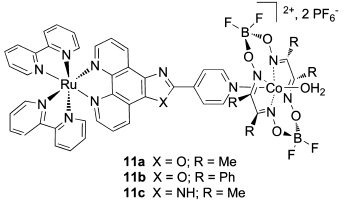 2+, 2 PF6-
F F
B
O O
R
N N N N
Ru N N
N N
N
X
N Co OH2
R R R
N N N N
O O
B
F F
11a X = O; R = Me
11b X = O; R = Ph
11c X = NH; R = Me